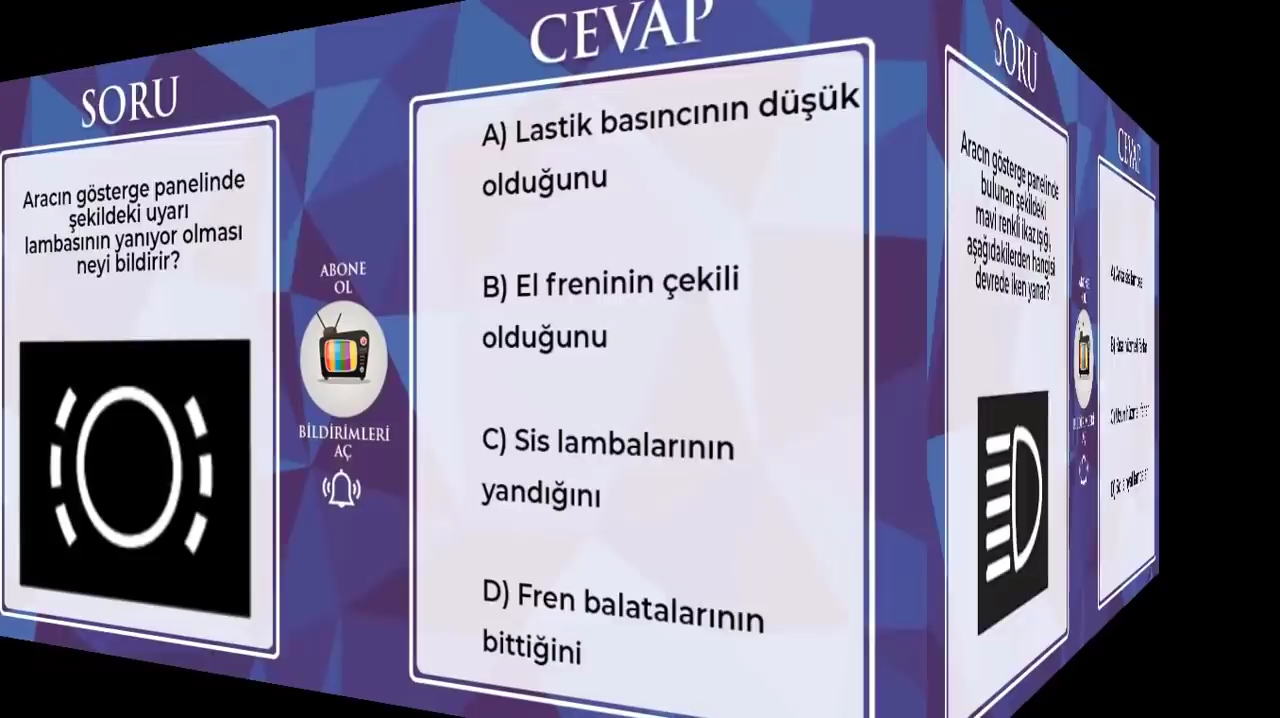 SORU
Aracın gösterge panelinde
şekildeki uyarı
lambasının yanıyor olması
neyi bildirir?
ABONE
OL
BİLDİRİMLERİ
AÇ
CEVAP
A) Lastik basıncının düşük
olduğunu
B) El freninin çekili
olduğunu
C) Sis lambalarının
yandığını
D) Fren balatalarının
bittiğini
SORU
Aracın gösterge panelinde
bulunan şekildeki
mavi renkli ikaz ışığı,
aşağıdakilerden hangisi
devrede iken yanar?
CEVAP